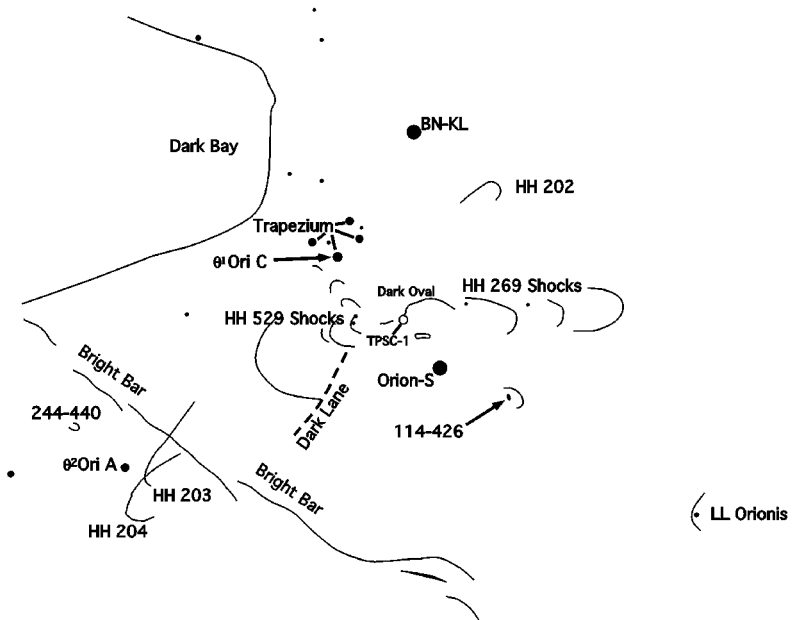 BN-KL
Dark Bay
HH 202
Trapezium
θ¹Ori C
Dark Oval
HH 269 Shocks
HH 529 Shocks
TPSC-1
Orion-S
Bright Bar
Dark Lane
244-440
114-426
θ²Ori A
HH 203
Bright Bar
HH 204
LL Orionis